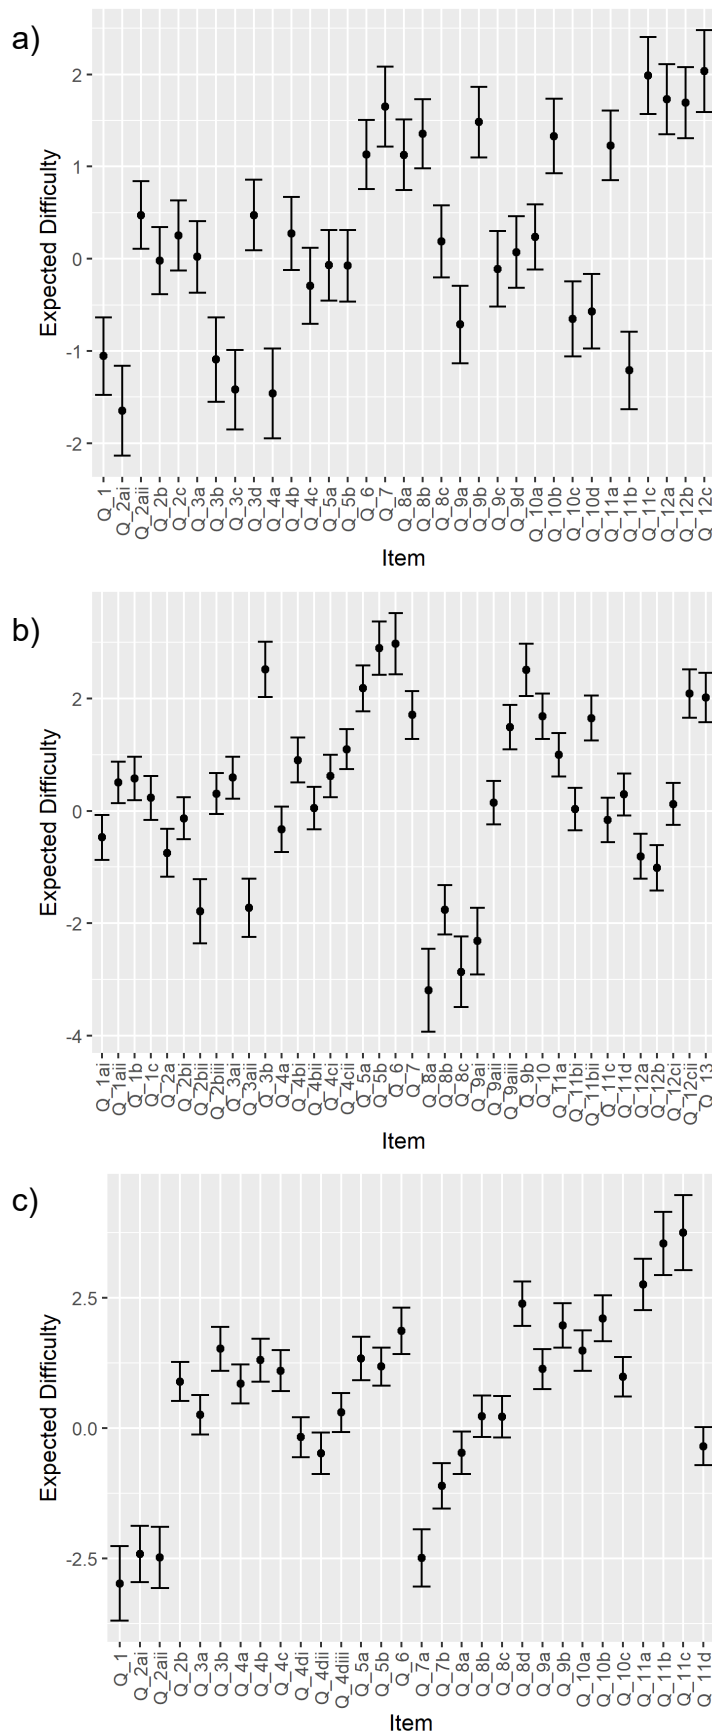 a)
Expected Difficulty
2
1
0
-1
-2
Q_1
Q_2ai
Q_2aii
Q_2b
Q_2c
Q_3a
Q_3b
Q_3c
Q_3d
Q_4a
Q_4b
Q_4c
Q_5a
Q_5b
Q_6
Q_7
Q_8a
Q_8b
Q_8c
Q_9a
Q_9b
Q_9c
Q_9d
Q_10a
Q_10b
Q_10c
Q_10d
Q_11a
Q_11b
Q_11c
Q_12a
Q_12b
Q_12c
Item
b)
Expected Difficulty
2
0
-2
-4
Q_1ai
Q_1aii
Q_1b
Q_1c
Q_2a
Q_2bi
Q_2bii
Q_2biii
Q_3ai
Q_3aii
Q_3b
Q_4a
Q_4bi
Q_4bii
Q_4ci
Q_4cii
Q_5a
Q_5b
Q_6
Q_7
Q_8a
Q_8b
Q_8c
Q_9ai
Q_9aii
Q_9aiii
Q_9b
Q_10
Q_11a
Q_11bi
Q_11bii
Q_11c
Q_11d
Q_12a
Q_12b
Q_12ci
Q_12cii
Q_13
Item
c)
Expected Difficulty
2.5
0.0
-2.5
Q_1
Q_2ai
Q_2aii
Q_2b
Q_3a
Q_3b
Q_4a
Q_4b
Q_4c
Q_4di
Q_4dii
Q_4diii
Q_5a
Q_5b
Q_6
Q_7a
Q_7b
Q_8a
Q_8b
Q_8c
Q_8d
Q_9a
Q_9b
Q_10a
Q_10b
Q_10c
Q_11a
Q_11b
Q_11c
Q_11d
Item